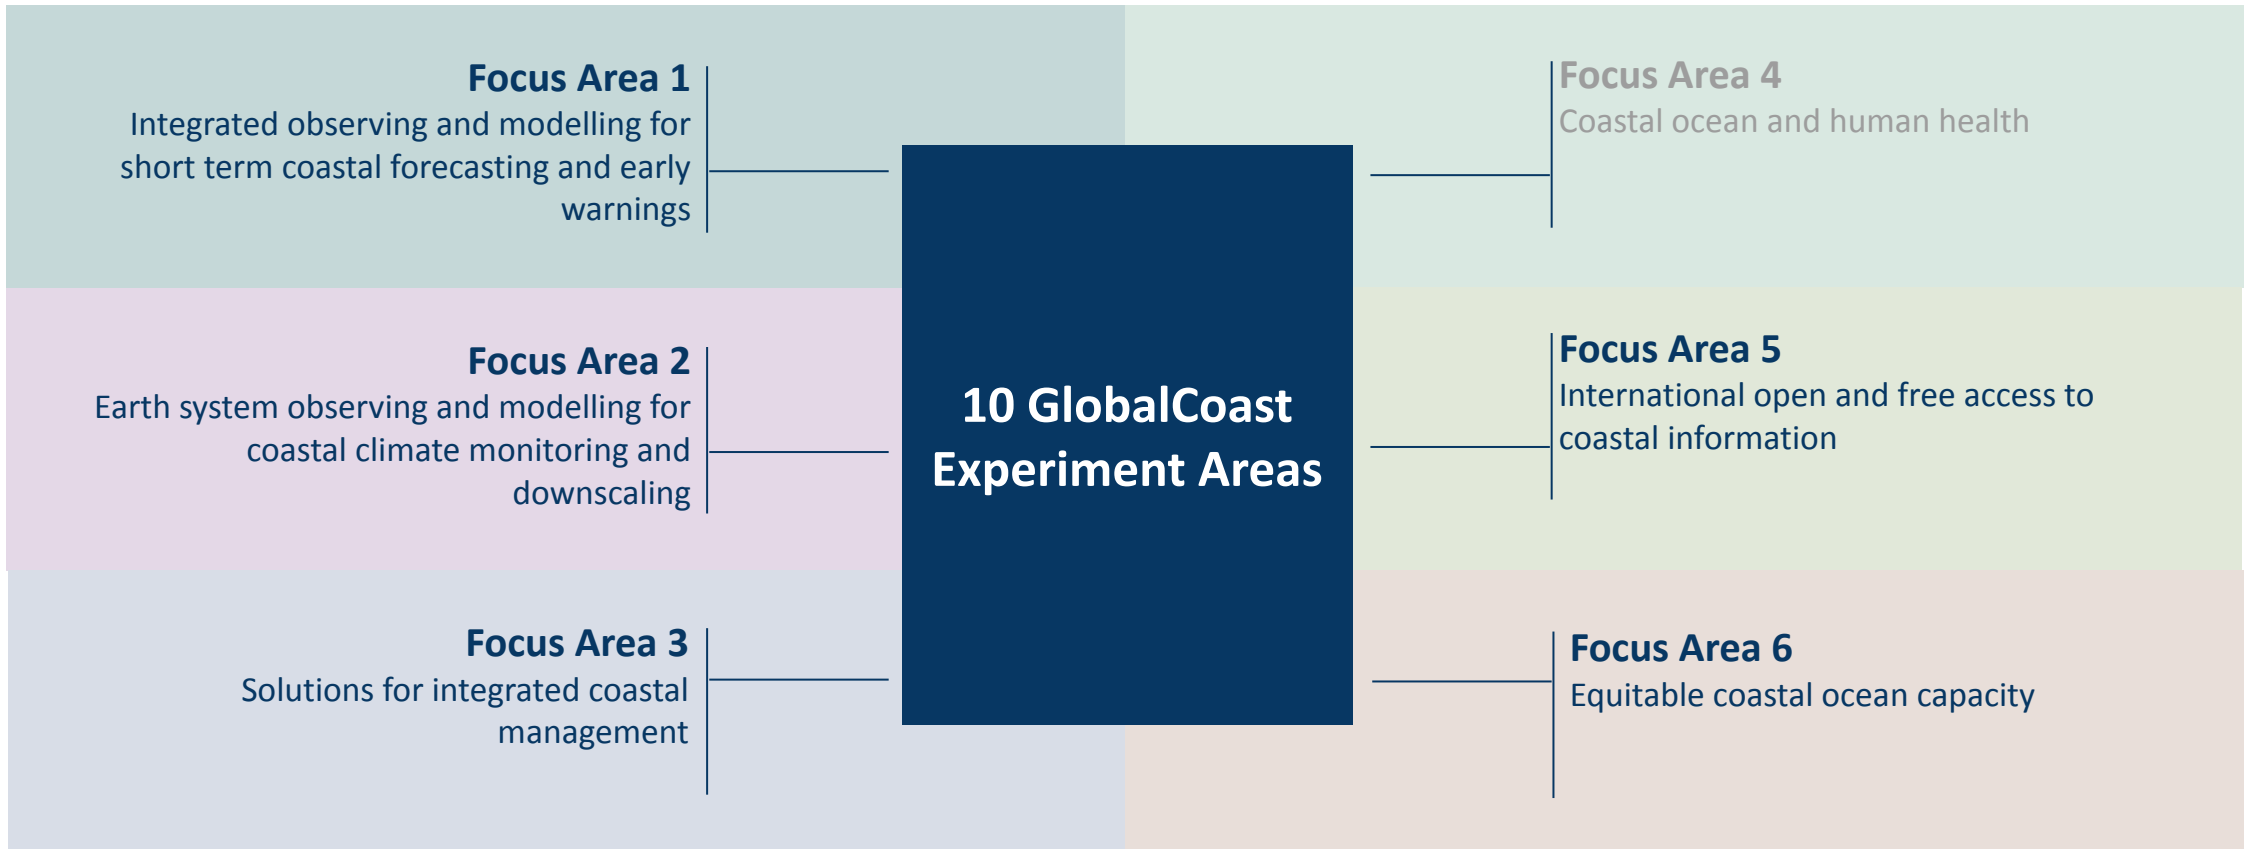 Focus Area 1
Integrated observing and modelling for
short term coastal forecasting and early
warnings
Focus Area 2
Earth system observing and modelling for
coastal climate monitoring and
downscaling
Focus Area 3
Solutions for integrated coastal
management
10 GlobalCoast
Experiment Areas
Focus Area 4
Coastal ocean and human health
Focus Area 5
International open and free access to
coastal information
Focus Area 6
Equitable coastal ocean capacity